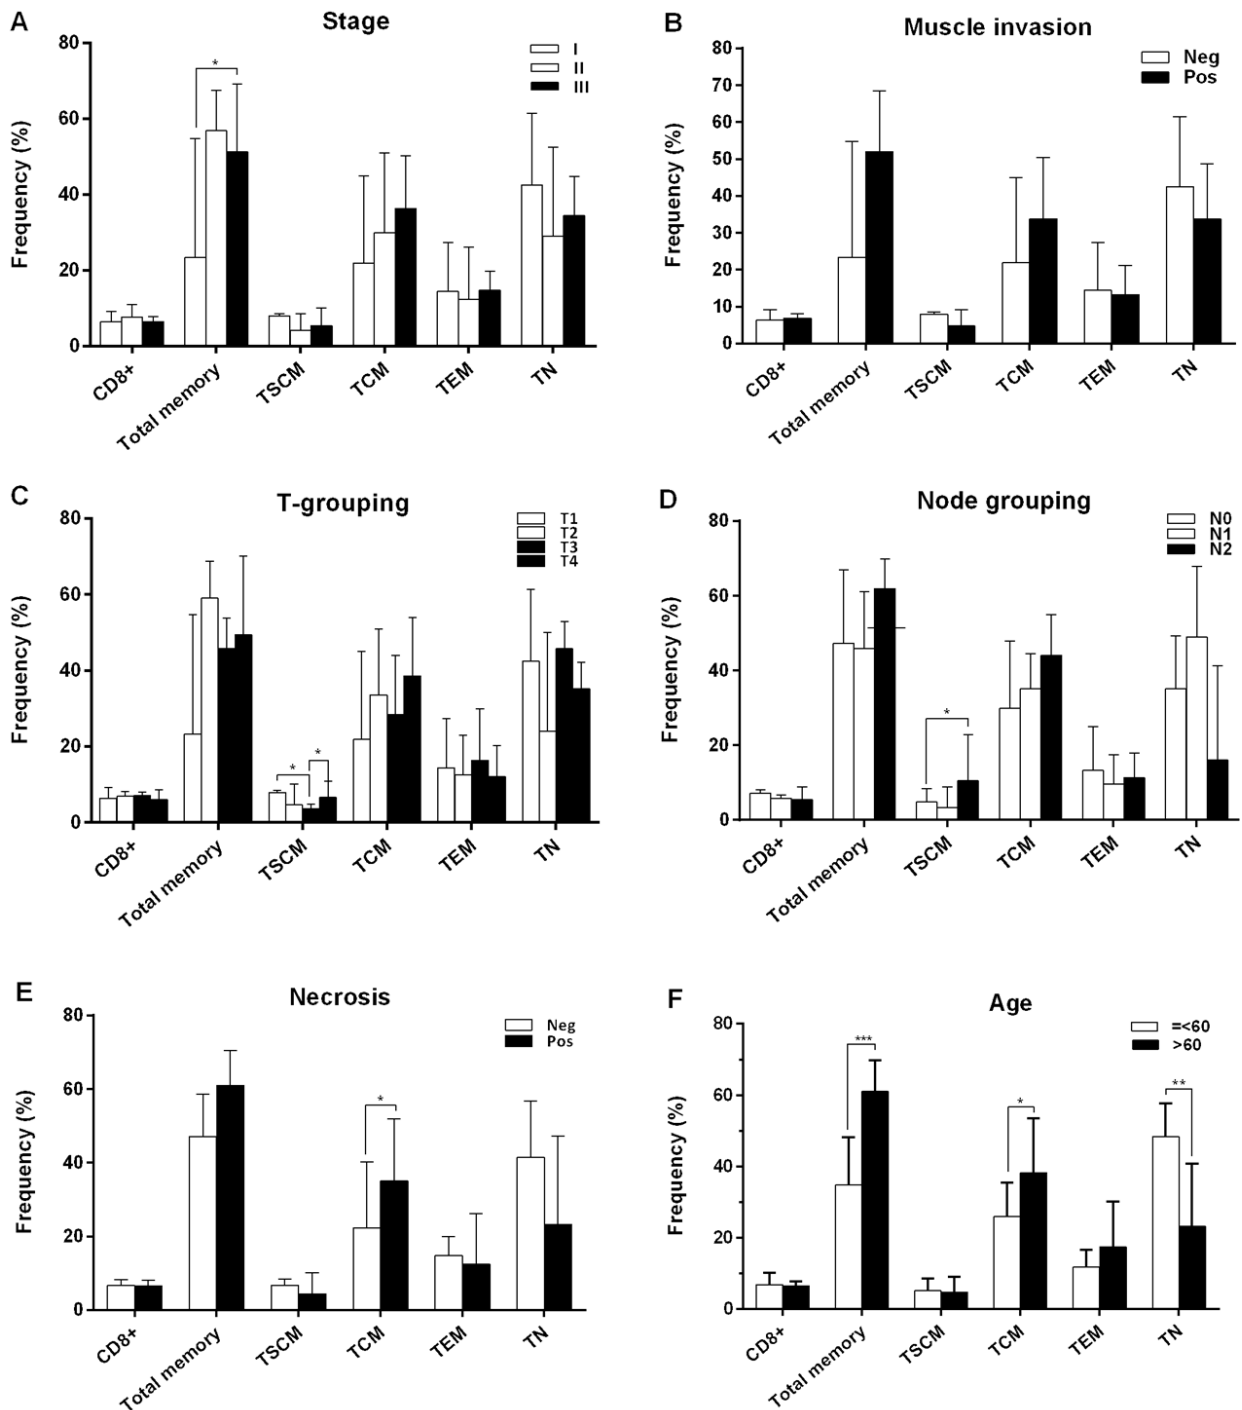 A
Stage
80
60
40
20
0
Frequency (%)
I
II
III
*
CD8+
Total memory
TSCM
TCM
TEM
TN
B
Muscle invasion
80
70
60
50
40
30
20
10
0
Frequency (%)
Neg
Pos
CD8+
Total memory
TSCM
TCM
TEM
TN
C
T-grouping
80
60
40
20
0
Frequency (%)
T1
T2
T3
T4
*
*
CD8+
Total memory
TSCM
TCM
TEM
TN
D
Node grouping
80
60
40
20
0
Frequency (%)
N0
N1
N2
*
CD8+
Total memory
TSCM
TCM
TEM
TN
E
Necrosis
80
60
40
20
0
Frequency (%)
Neg
Pos
*
CD8+
Total memory
TSCM
TCM
TEM
TN
F
Age
80
60
40
20
0
Frequency (%)
=<60
>60
***
*
**
CD8+
Total memory
TSCM
TCM
TEM
TN